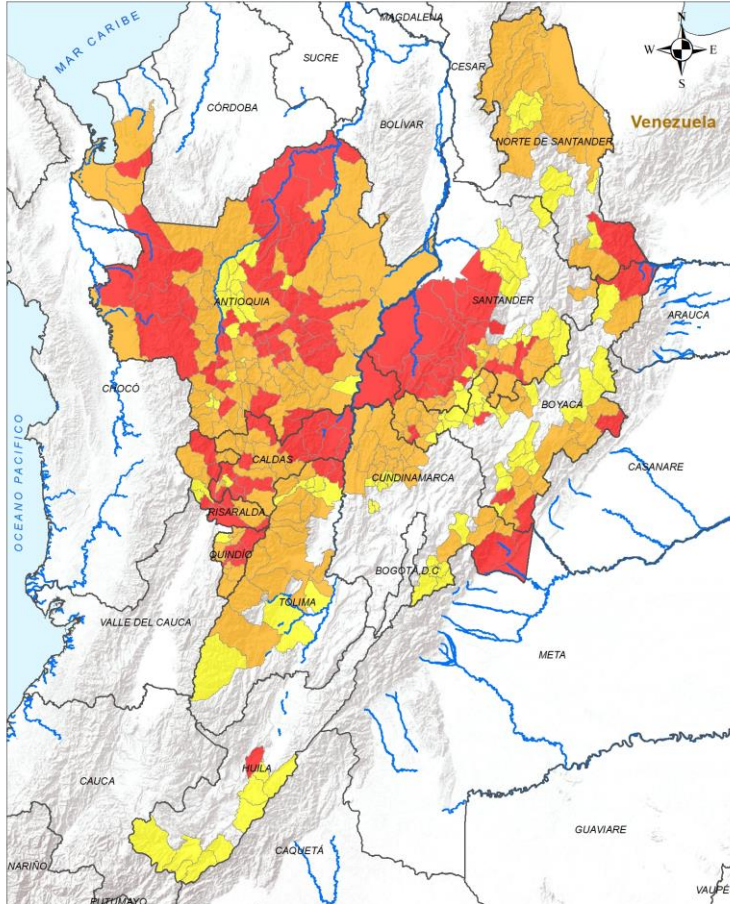 MAGDALENA
N
MAR CARIBE
W
E
SUCRE
CESAR
S
CÓRDOBA
BOLÍVAR
Venezuela
NORTE DE SANTANDER
ANTIOQUIA
SANTANDER
ARAUCA
CHOCÓ
BOYACÁ
OCEANO PACIFICO
CALDAS
CASANARE
CUNDINAMARCA
RISARALDA
QUINDÍO
BOGOTÁ, D.C
TOLIMA
VALLE DEL CAUCA
META
HUILA
CAUCA
GUAVIARE
CAQUETÁ
NARIÑO
PUTUMAYO
VAUPÉ